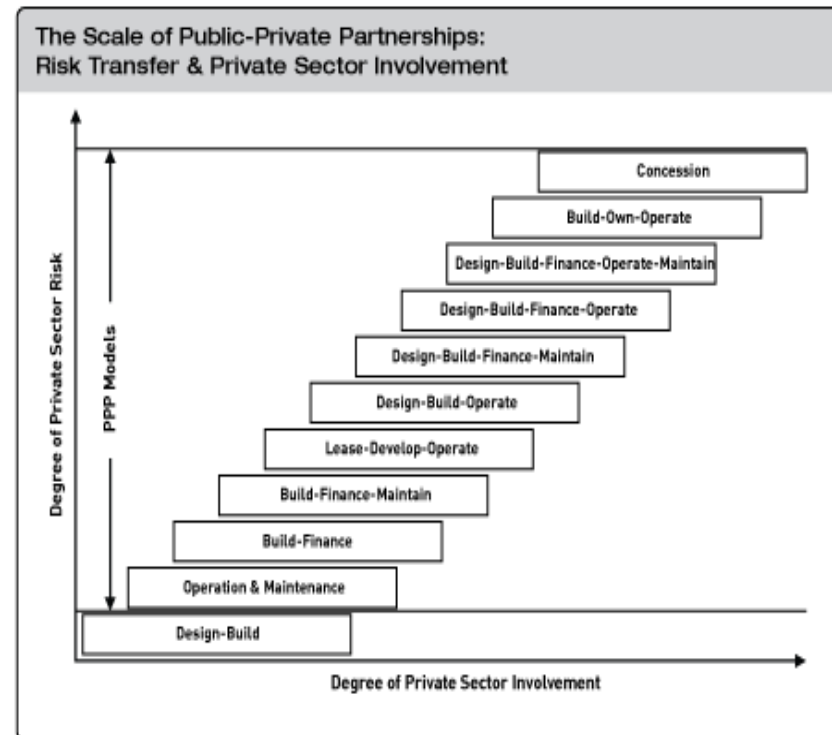 The Scale of Public-Private Partnerships:
Risk Transfer & Private Sector Involvement
Degree of Private Sector Risk
PPP Models
Concession
Build-Own-Operate
Design-Build-Finance-Operate-Maintain
Design-Build-Finance-Operate
Design-Build-Finance-Maintain
Design-Build-Operate
Lease-Develop-Operate
Build-Finance-Maintain
Build-Finance
Operation & Maintenance
Design-Build
Degree of Private Sector Involvement